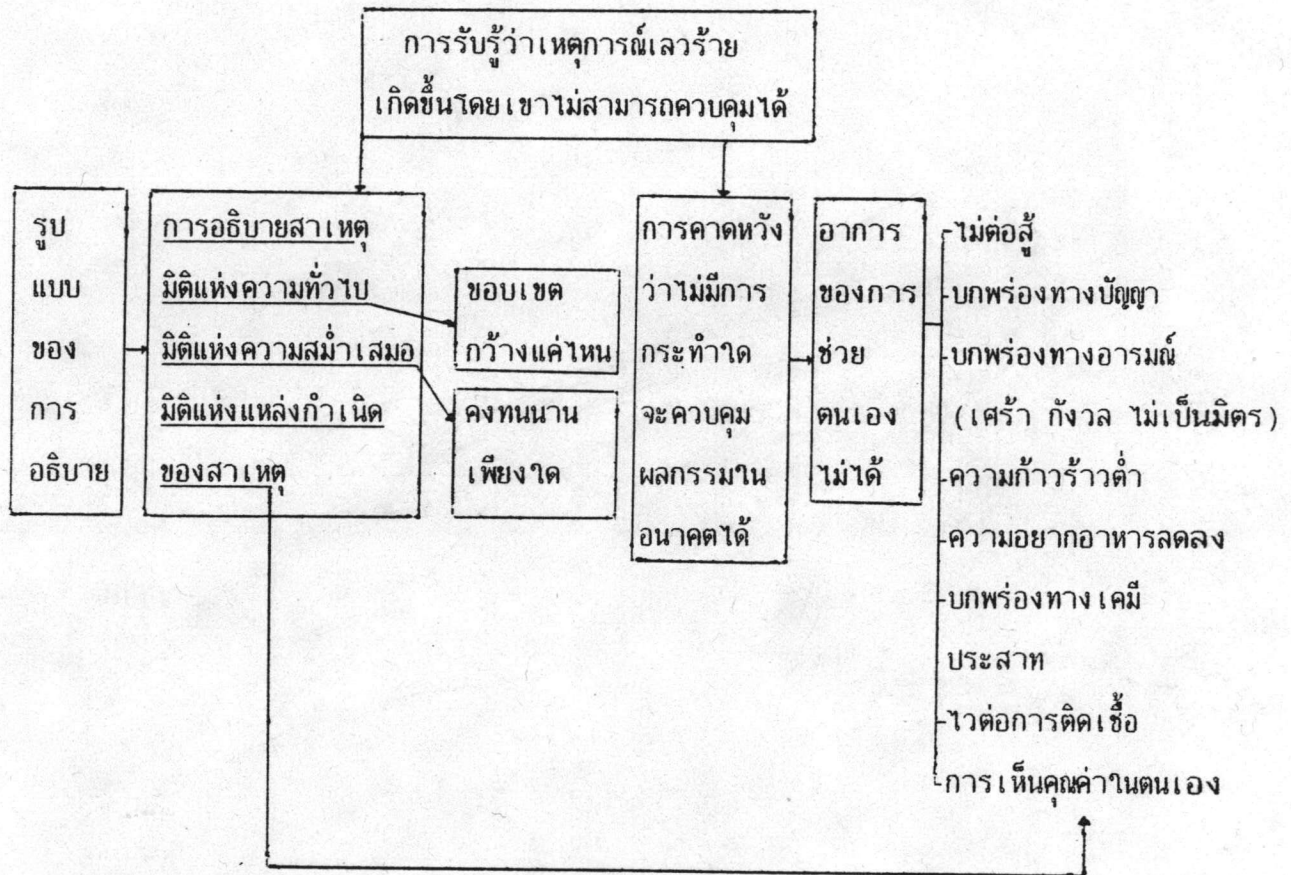 การรับรู้ว่าเหตุการณ์เลวร้าย
เกิดขึ้นโดยเขาไม่สามารถควบคุมได้
รูป
แบบ
ของ
การ
อธิบาย
การอธิบายสาเหตุ
มิติแห่งความทั่วไป
มิติแห่งความสม่ำเสมอ
มิติแห่งแหล่งกำเนิด
ของสาเหตุ
ขอบเขต
กว้างแค่ไหน
คงทนนาน
เพียงใด
การคาดหวัง
ว่าไม่มีการ
กระทำใด
จะควบคุม
ผลกรรมใน
อนาคตได้
อาการ
ของการ
ช่วย
ตนเอง
ไม่ได้
-ไม่ต่อสู้
-บกพร่องทางปัญญา
-บกพร่องทางอารมณ์
(เศร้า กังวล ไม่เป็นมิตร)
-ความก้าวร้าวต่ำ
-ความอยากอาหารลดลง
-บกพร่องทางเคมี
ประสาท
-ไวต่อการติดเชื้อ
-การเห็นคุณค่าในตนเอง